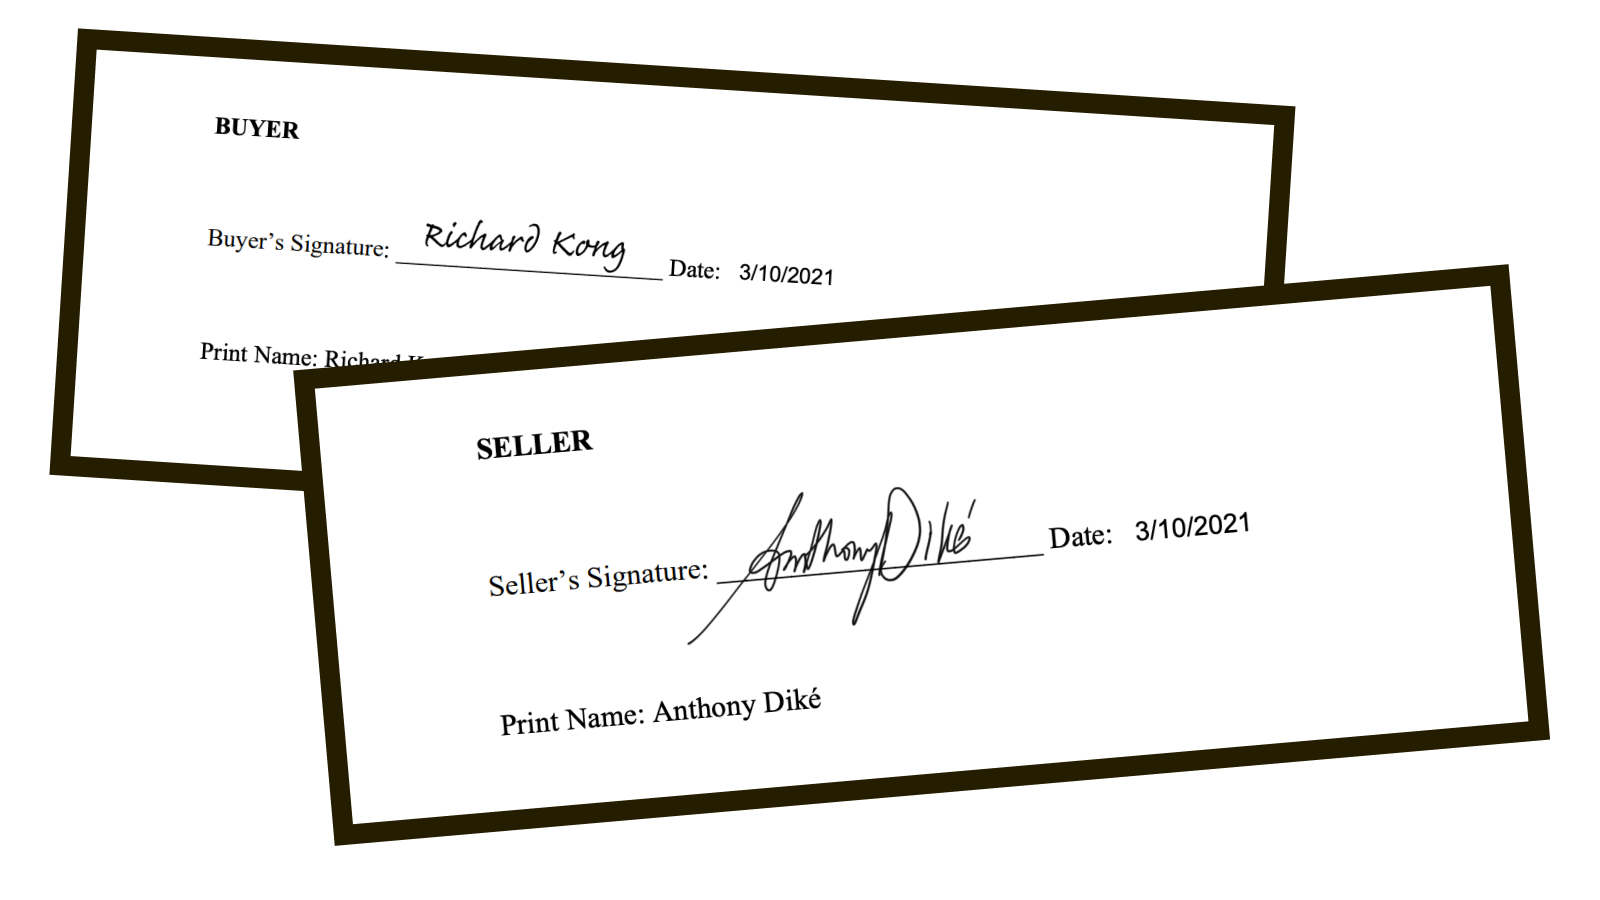 BUYER
Buyer's Signature: Richard Kong Date: 3/10/2021
Print Name: Richard
SELLER
Seller's Signature: Anthony Diké Date: 3/10/2021
Print Name: Anthony Diké